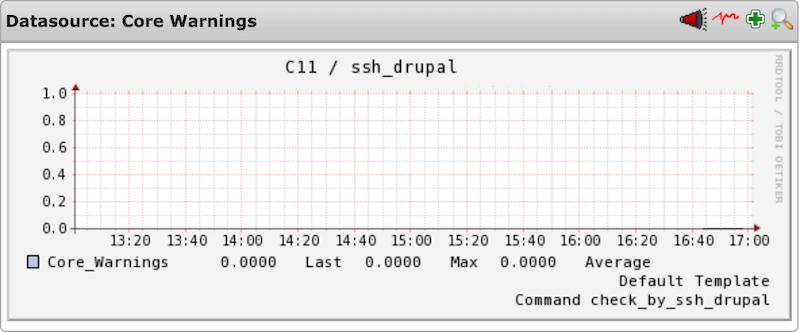 Datasource: Core Warnings
C11 / ssh_drupal
RRDTOOL / TOBI OETIKER
1.0
0.8
0.6
0.4
0.2
0.0
13:20 13:40 14:00 14:20 14:40 15:00 15:20 15:40 16:00 16:20 16:40 17:00
Core_Warnings 0.0000 Last 0.0000 Max 0.0000 Average
Default Template
Command check_by_ssh_drupal